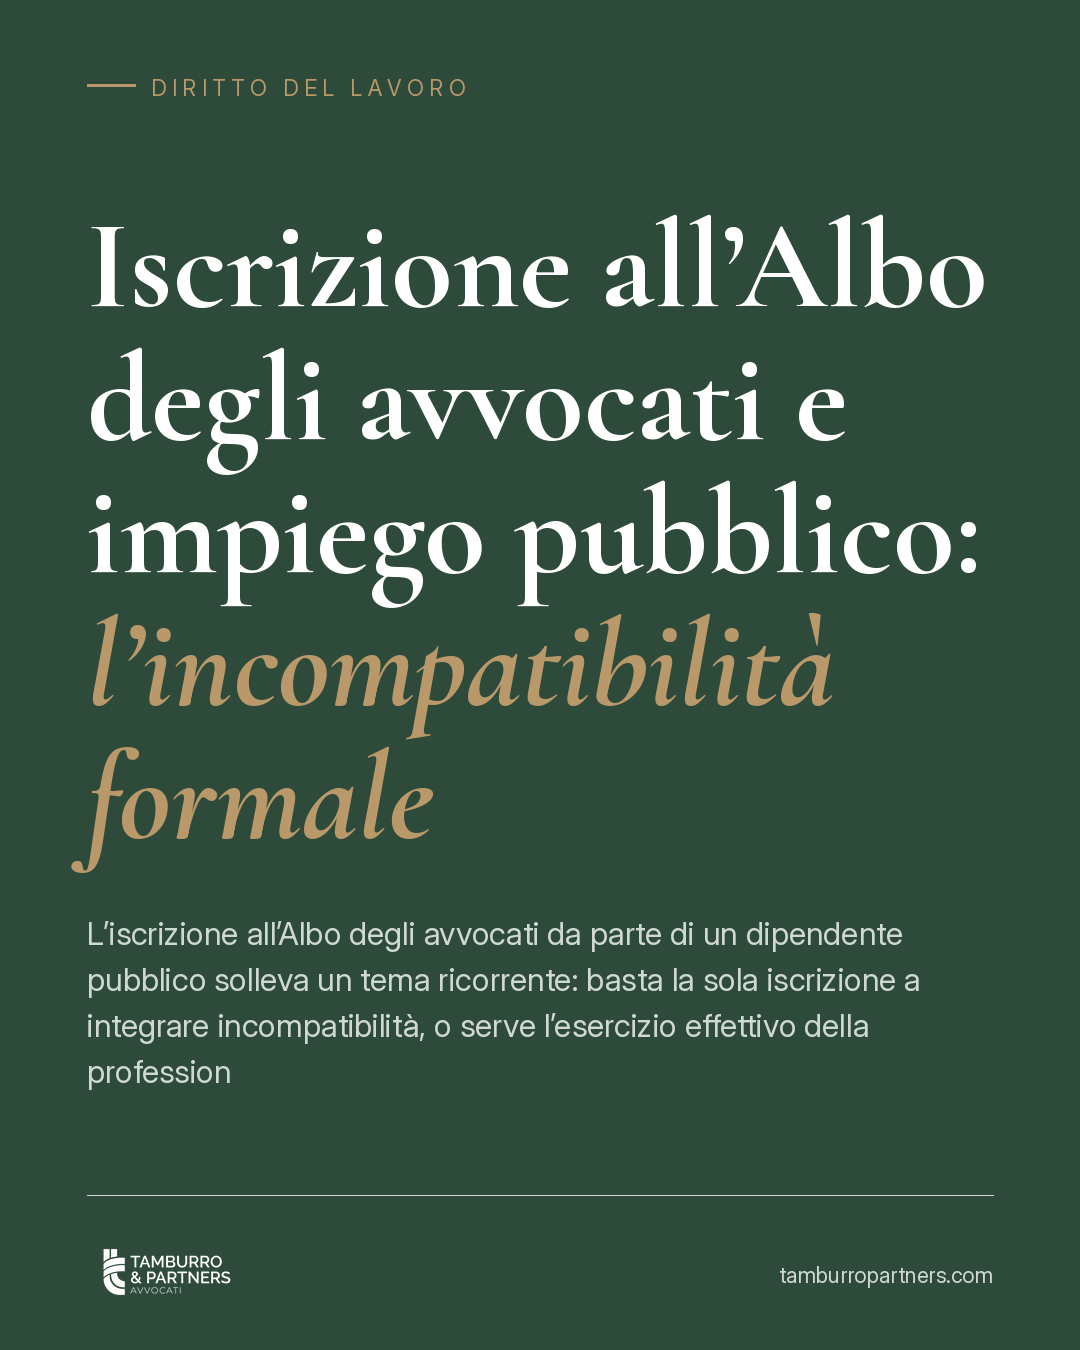 DIRITTO DEL LAVORO
Iscrizione all’Albo
degli avvocati e
impiego pubblico:
l’incompatibilità
formale
L’iscrizione all’Albo degli avvocati da parte di un dipendente
pubblico solleva un tema ricorrente: basta la sola iscrizione a
integrare incompatibilità, o serve l’esercizio effettivo della
profession
TAMBURRO
& PARTNERS
AVVOCATI
tamburropartners.com